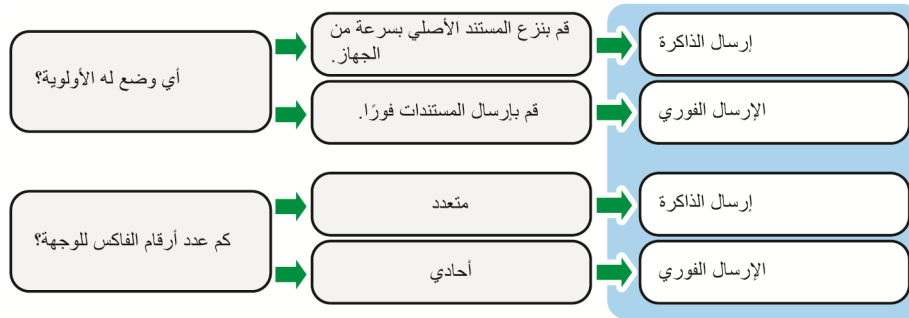 أي وضع له الأولوية؟
قم بنزع المستند الأصلي بسرعة من
الجهاز.
إرسال الذاكرة
قم بإرسال المستندات فورًا.
الإرسال الفوري
كم عدد أرقام الفاكس للوجهة؟
متعدد
إرسال الذاكرة
أحادي
الإرسال الفوري